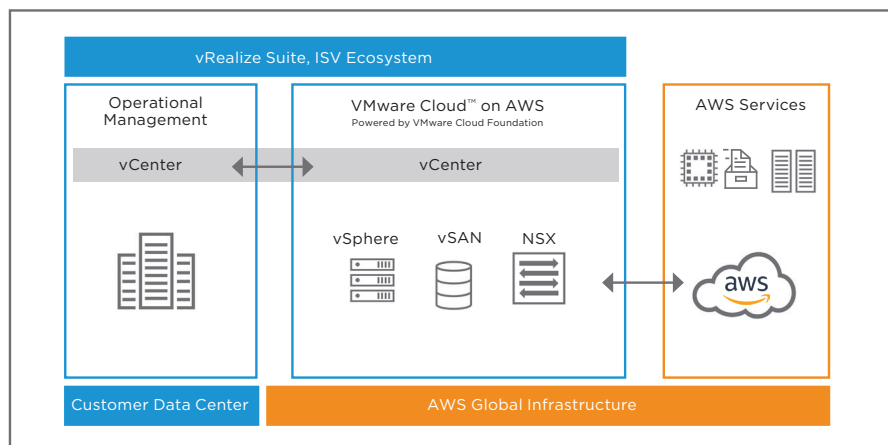 vRealize Suite, ISV Ecosystem
Operational
Management
VMware Cloud™ on AWS
Powered by VMware Cloud Foundation
AWS Services
vCenter
vCenter
vSphere
vSAN
NSX
aws
Customer Data Center
AWS Global Infrastructure